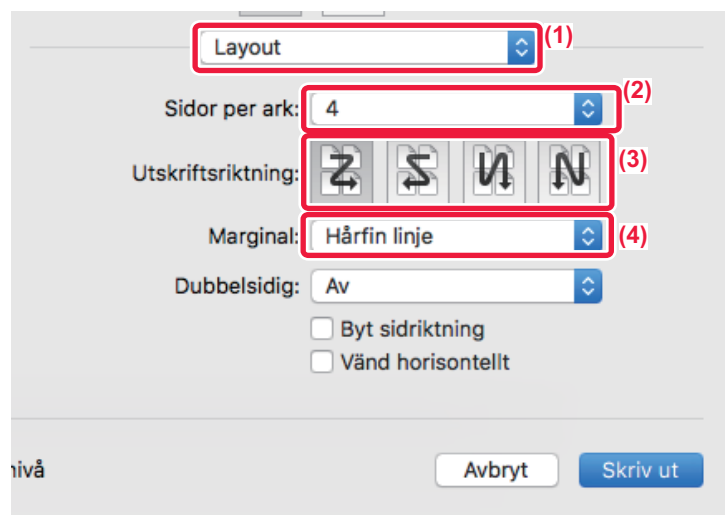 Layout (1)
Sidor per ark: 4 (2)
Utskriftsriktning: (3)
Marginal: Hårfin linje (4)
Dubbelsidig: Av
Byt sidriktning
Vänd horisontellt
nivå Avbryt Skriv ut